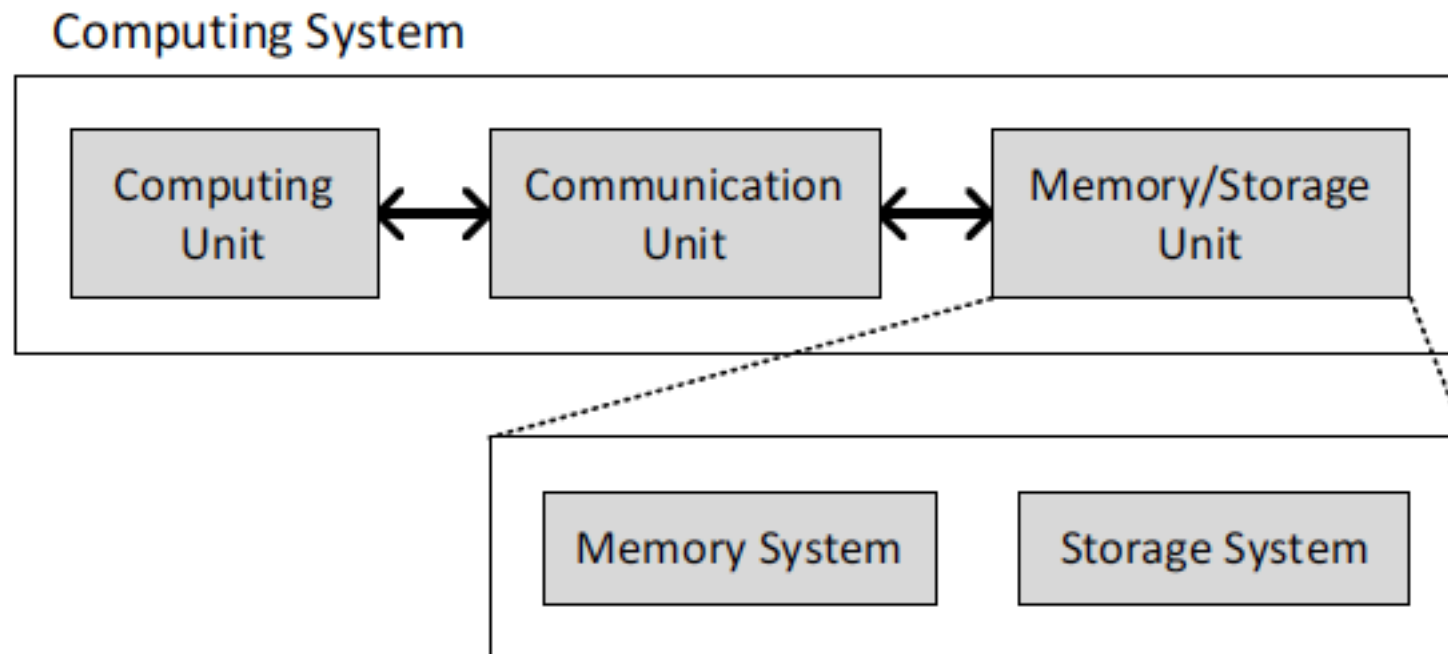 Computing System
Computing
Unit
Communication
Unit
Memory/Storage
Unit
Memory System
Storage System